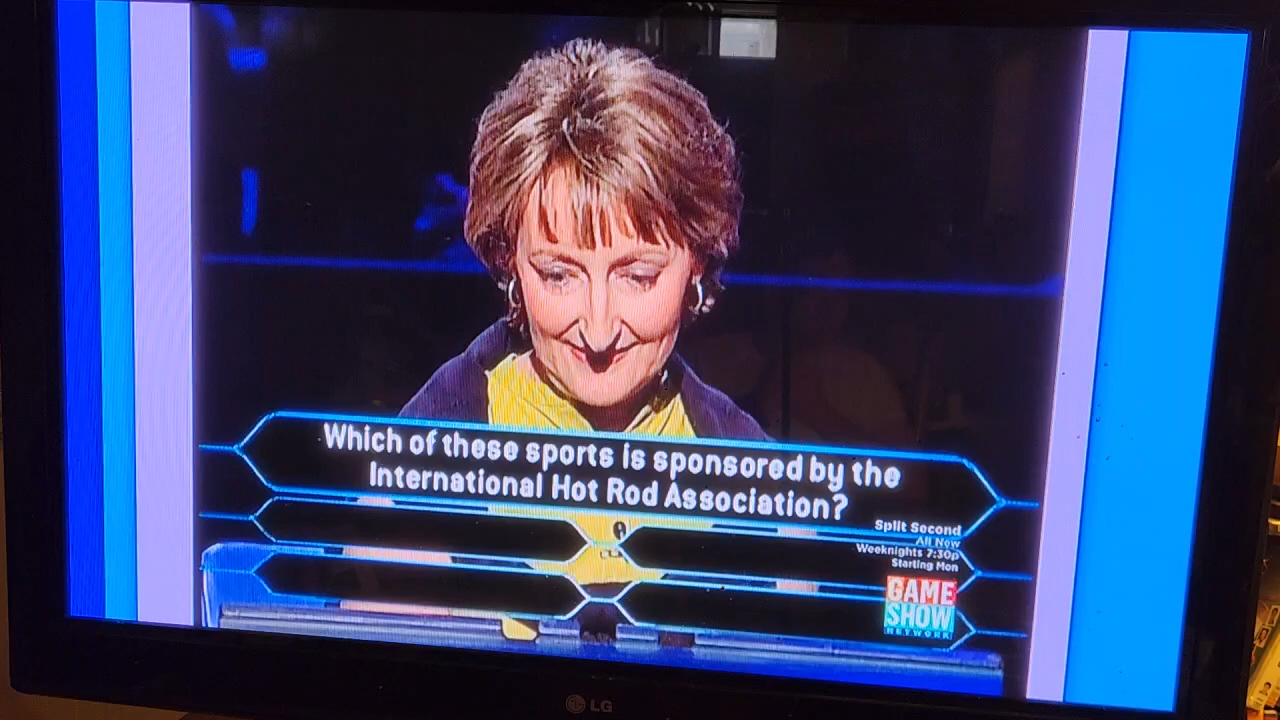 Which of these sports is sponsored by the
International Hot Rod Association?
Split Second
All New
Weeknights 7:30p
Starting Mon
GAME
SHOW
NETWORK
LG